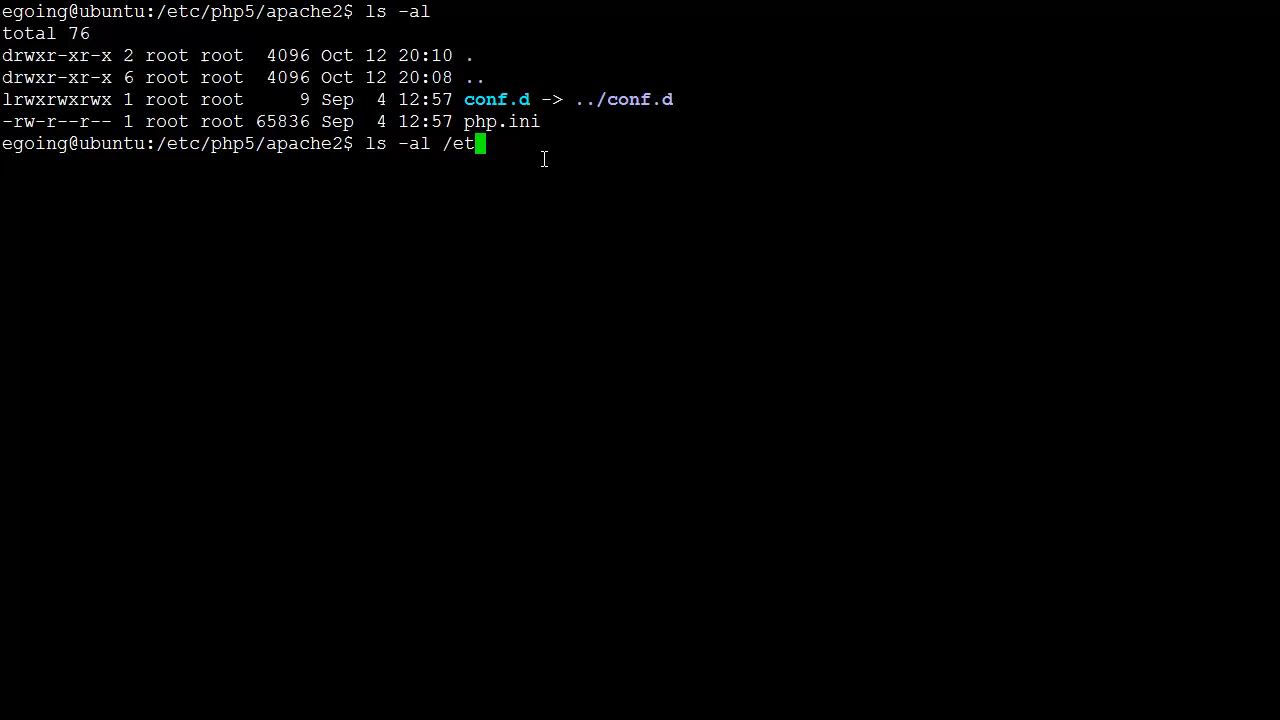 egoing@ubuntu:/etc/php5/apache2$ ls -al
total 76
drwxr-xr-x 2 root root  4096 Oct 12 20:10 .
drwxr-xr-x 6 root root  4096 Oct 12 20:08 ..
lrwxrwxrwx 1 root root     9 Sep  4 12:57 conf.d -> ../conf.d
-rw-r--r-- 1 root root 65836 Sep  4 12:57 php.ini
egoing@ubuntu:/etc/php5/apache2$ ls -al /et